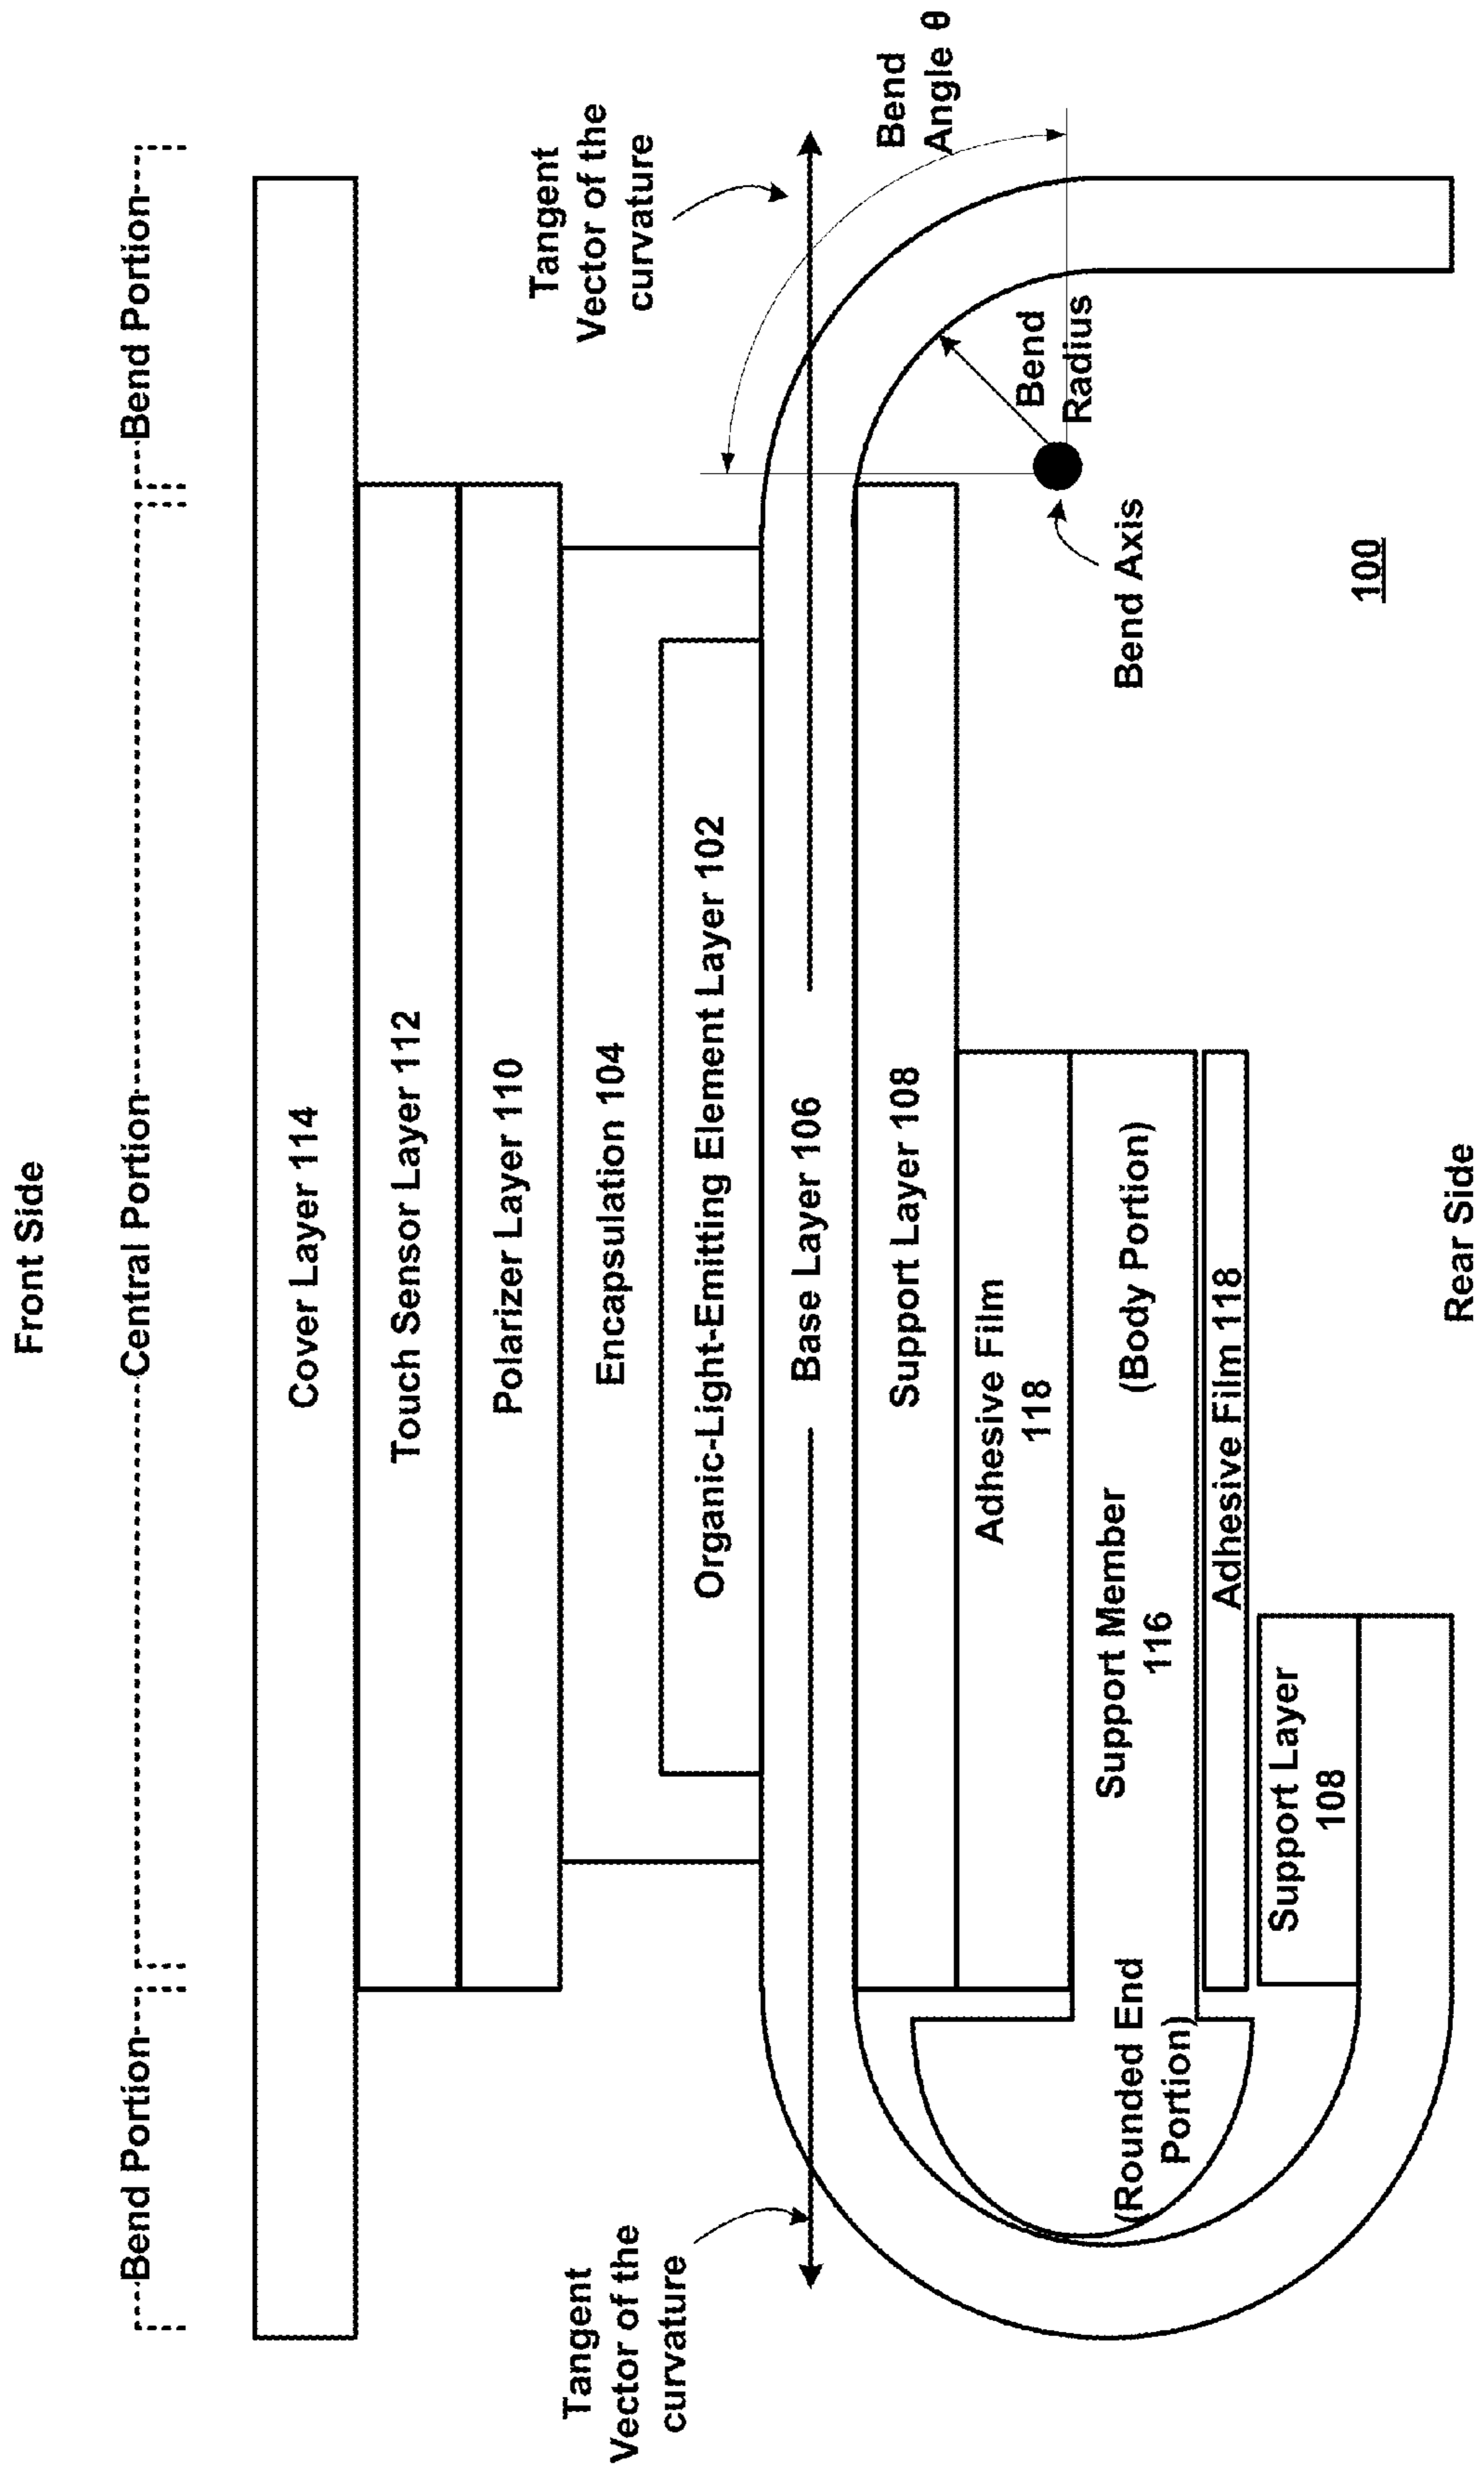 Front Side
Bend Portion
Central Portion
Bend Portion
Cover Layer 114
Touch Sensor Layer 112
Polarizer Layer 110
Encapsulation 104
Organic-Light-Emitting Element Layer 102
Base Layer 106
Support Layer 108
Adhesive Film
118
Support Member
116
(Body Portion)
(Rounded End
Portion)
Adhesive Film 118
Support Layer
108
Tangent
Vector of the
curvature
Tangent
Vector of the
curvature
Bend
Angle θ
Bend
Radius
Bend Axis
100
Rear Side